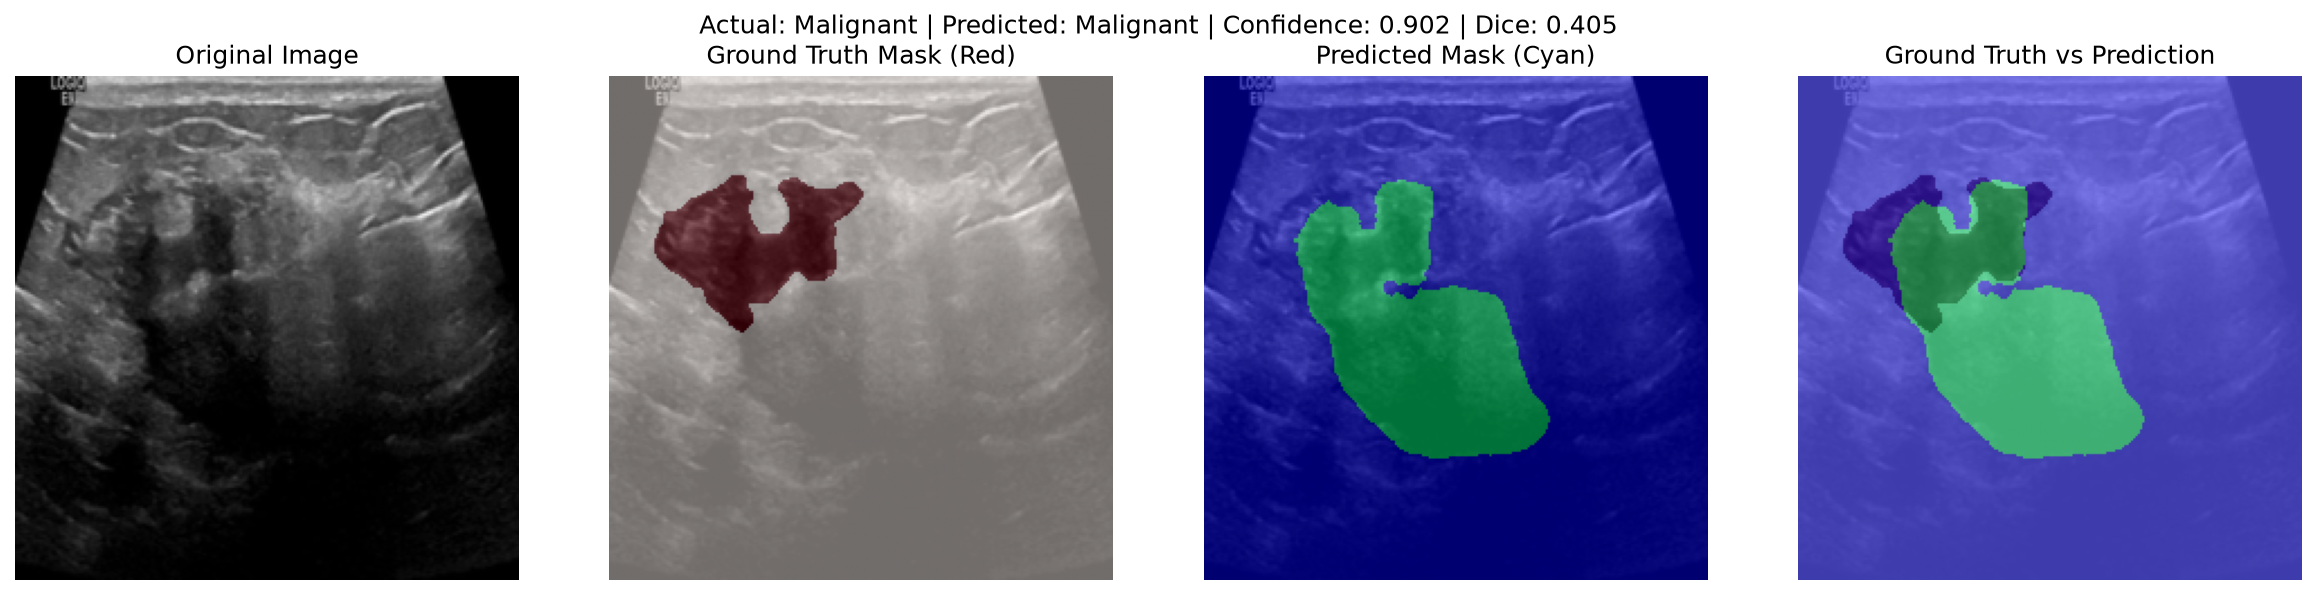 Actual: Malignant | Predicted: Malignant | Confidence: 0.902 | Dice: 0.405
Original Image
Ground Truth Mask (Red)
Predicted Mask (Cyan)
Ground Truth vs Prediction